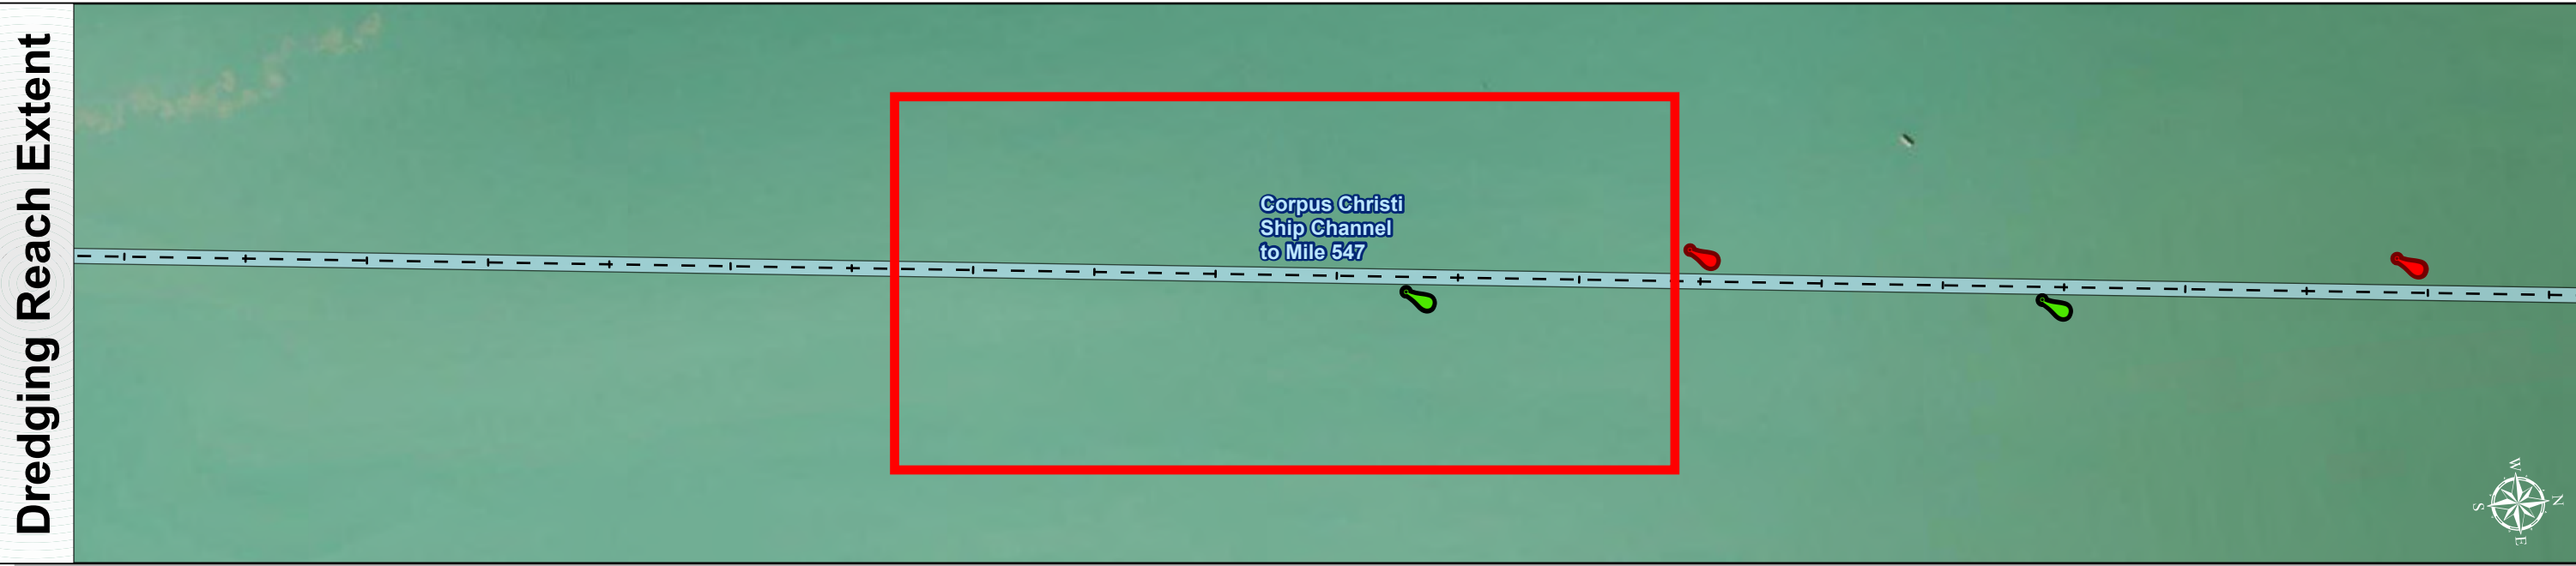 Dredging Reach Extent
Corpus Christi
Ship Channel
to Mile 547
W
N
S
E